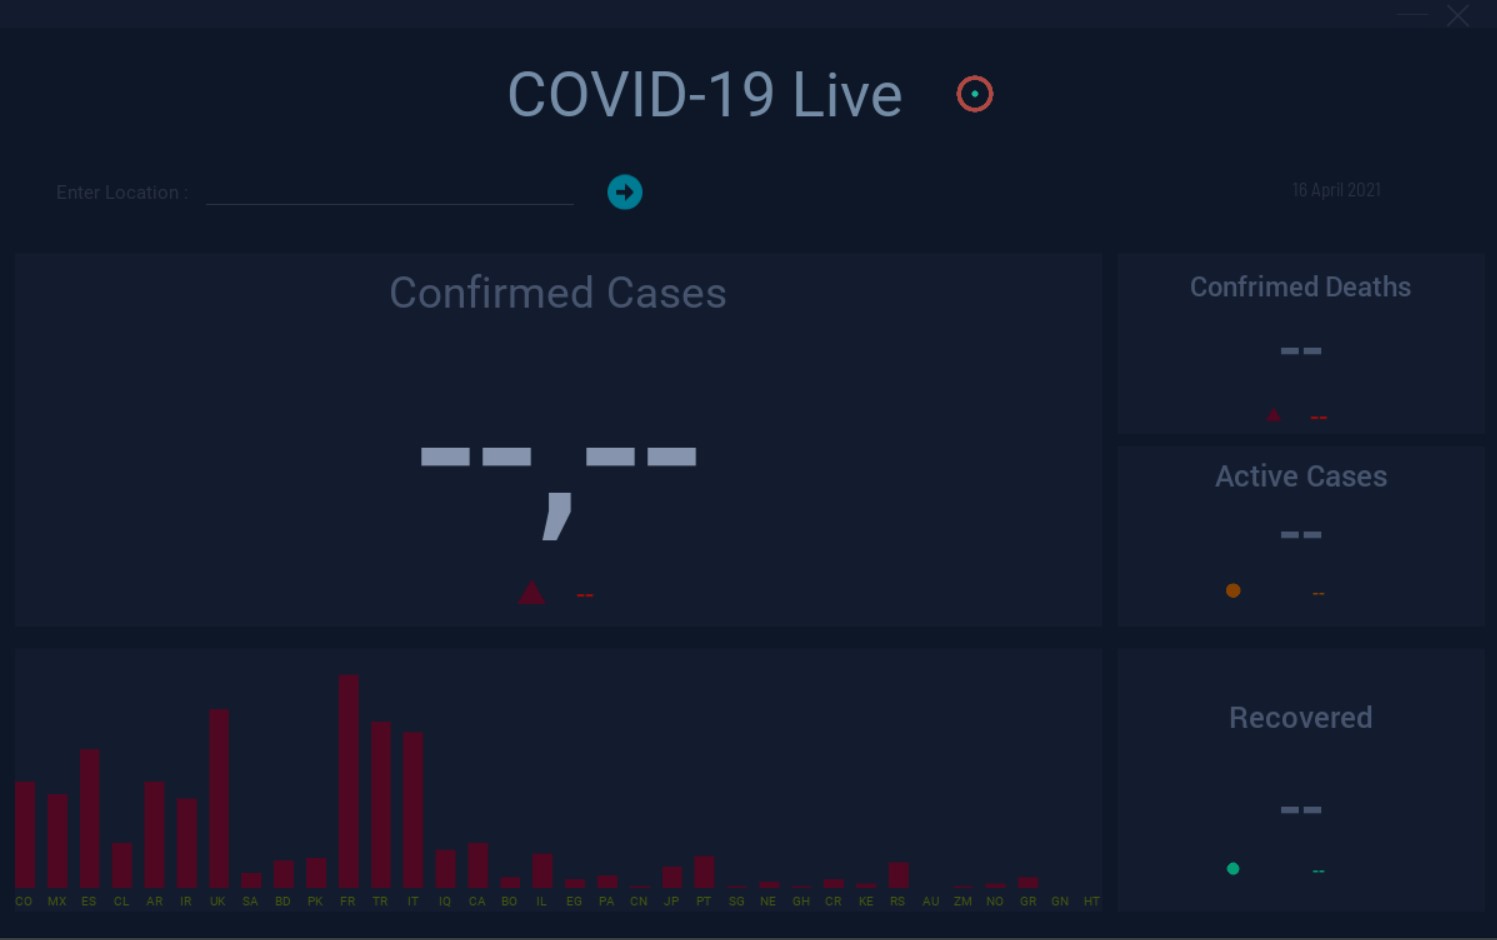 COVID-19 Live
Enter Location :
16 April 2021
Confirmed Cases
--,--
--
Confrimed Deaths
--
--
Active Cases
--
--
CO MX ES CL AR IR UK SA BD PK FR TR IT IQ CA BO IL EG PA CN JP PT SG NE GH CR KE RS AU ZM NO GR GN HT
Recovered
--
--